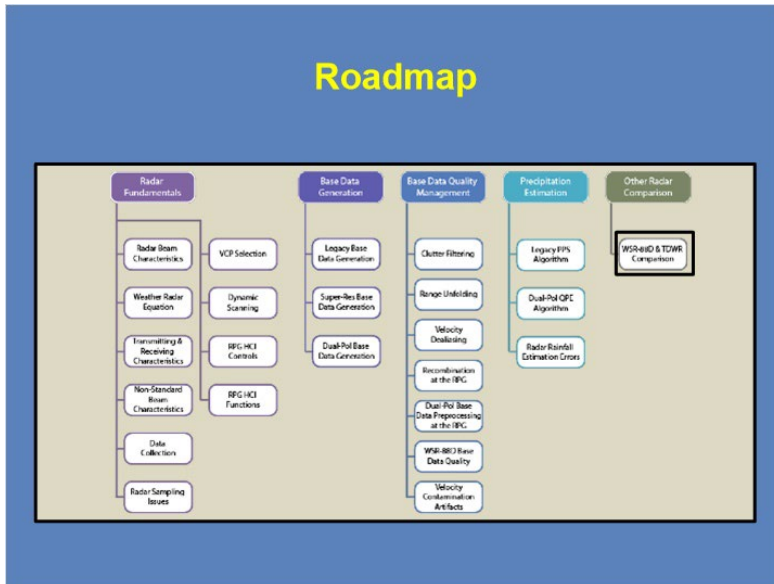 Roadmap
Radar
Fundamentals
Radar Beam
Characteristics
Weather Radar
Equation
Transmitting &
Receiving
Characteristics
Non-Standard
Beam
Characteristics
Data
Collection
Radar Sampling
Issues
VCP Selection
Dynamic
Scanning
RPG HCI
Controls
RPG HCI
Functions
Base Data
Generation
Legacy Base
Data Generation
Super-Res Base
Data Generation
Dual-Pol Base
Data Generation
Base Data Quality
Management
Clutter Filtering
Range Unfolding
Velocity
Dealiasing
Recombination
at the RPG
Dual-Pol Base
Data Preprocessing
at the RPG
WSR-88D Base
Data Quality
Velocity
Contamination
Artifacts
Precipitation
Estimation
Legacy PPS
Algorithm
Dual-Pol QPE
Algorithm
Radar Rainfall
Estimation Errors
Other Radar
Comparison
WSR-88D & TDWR
Comparison